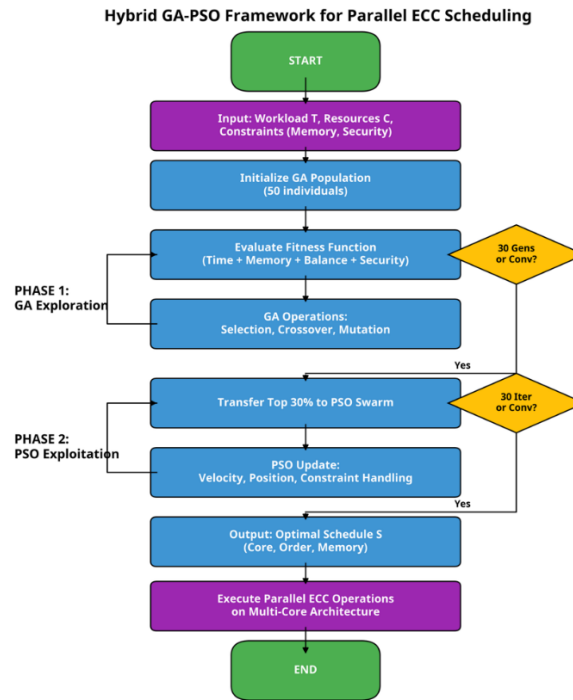 Hybrid GA-PSO Framework for Parallel ECC Scheduling
START
Input: Workload T, Resources C,
Constraints (Memory, Security)
Initialize GA Population
(50 individuals)
Evaluate Fitness Function
(Time + Memory + Balance + Security)
30 Gens
or Conv?
PHASE 1:
GA Exploration
GA Operations:
Selection, Crossover, Mutation
Yes
Transfer Top 30% to PSO Swarm
30 Iter
or Conv?
PHASE 2:
PSO Exploitation
PSO Update:
Velocity, Position, Constraint Handling
Yes
Output: Optimal Schedule S
(Core, Order, Memory)
Execute Parallel ECC Operations
on Multi-Core Architecture
END